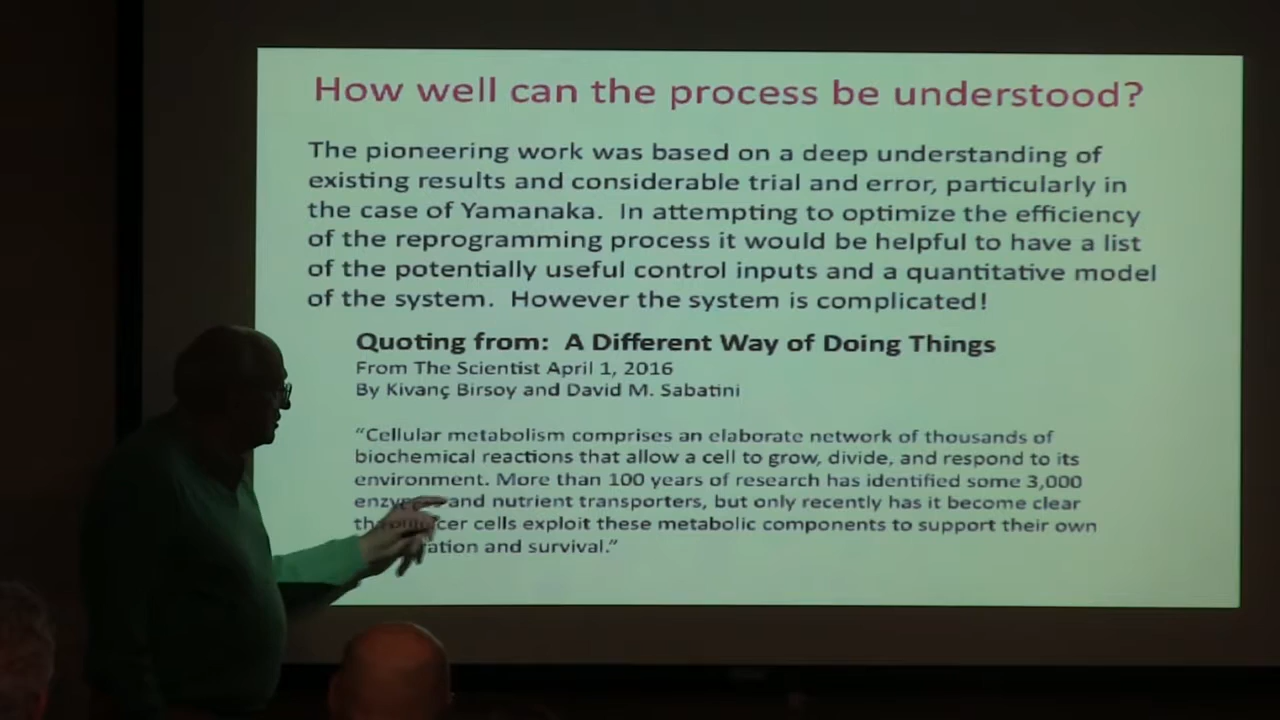 How well can the process be understood?
The pioneering work was based on a deep understanding of
existing results and considerable trial and error, particularly in
the case of Yamanaka. In attempting to optimize the efficiency
of the reprogramming process it would be helpful to have a list
of the potentially useful control inputs and a quantitative model
of the system. However the system is complicated!
Quoting from: A Different Way of Doing Things
From The Scientist April 1, 2016
By Kivanç Birsoy and David M. Sabatini
“Cellular metabolism comprises an elaborate network of thousands of
biochemical reactions that allow a cell to grow, divide, and respond to its
environment. More than 100 years of research has identified some 3,000
and nutrient transporters, but only recently has it become clear
cells exploit these metabolic components to support their own
and survival.”